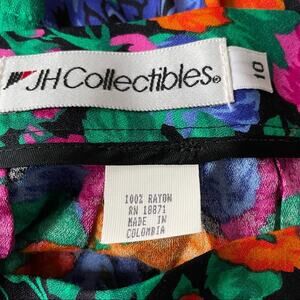 JH Collectibles®
10
100% RAYON
RN 18871
MADE IN
COLOMBIA